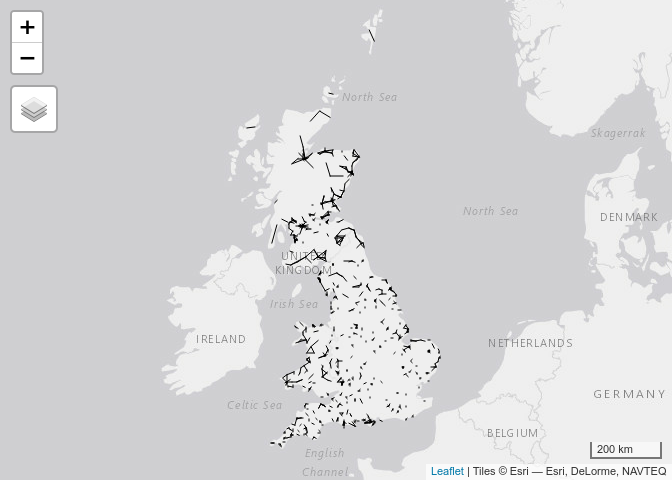 +
−
North Sea
Skagerrak
North Sea
DENMARK
UNITED
KINGDOM
Irish Sea
IRELAND
NETHERLANDS
GERMANY
Celtic Sea
BELGIUM
English
Channel
200 km
Leaflet | Tiles © Esri — Esri, DeLorme, NAVTEQ